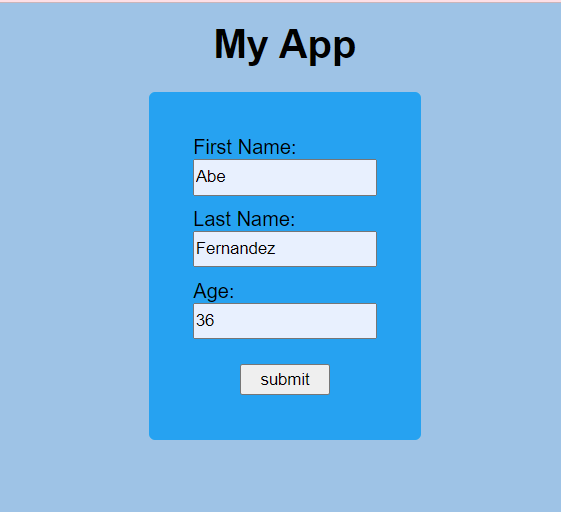 My App
First Name:
Abe
Last Name:
Fernandez
Age:
36
submit